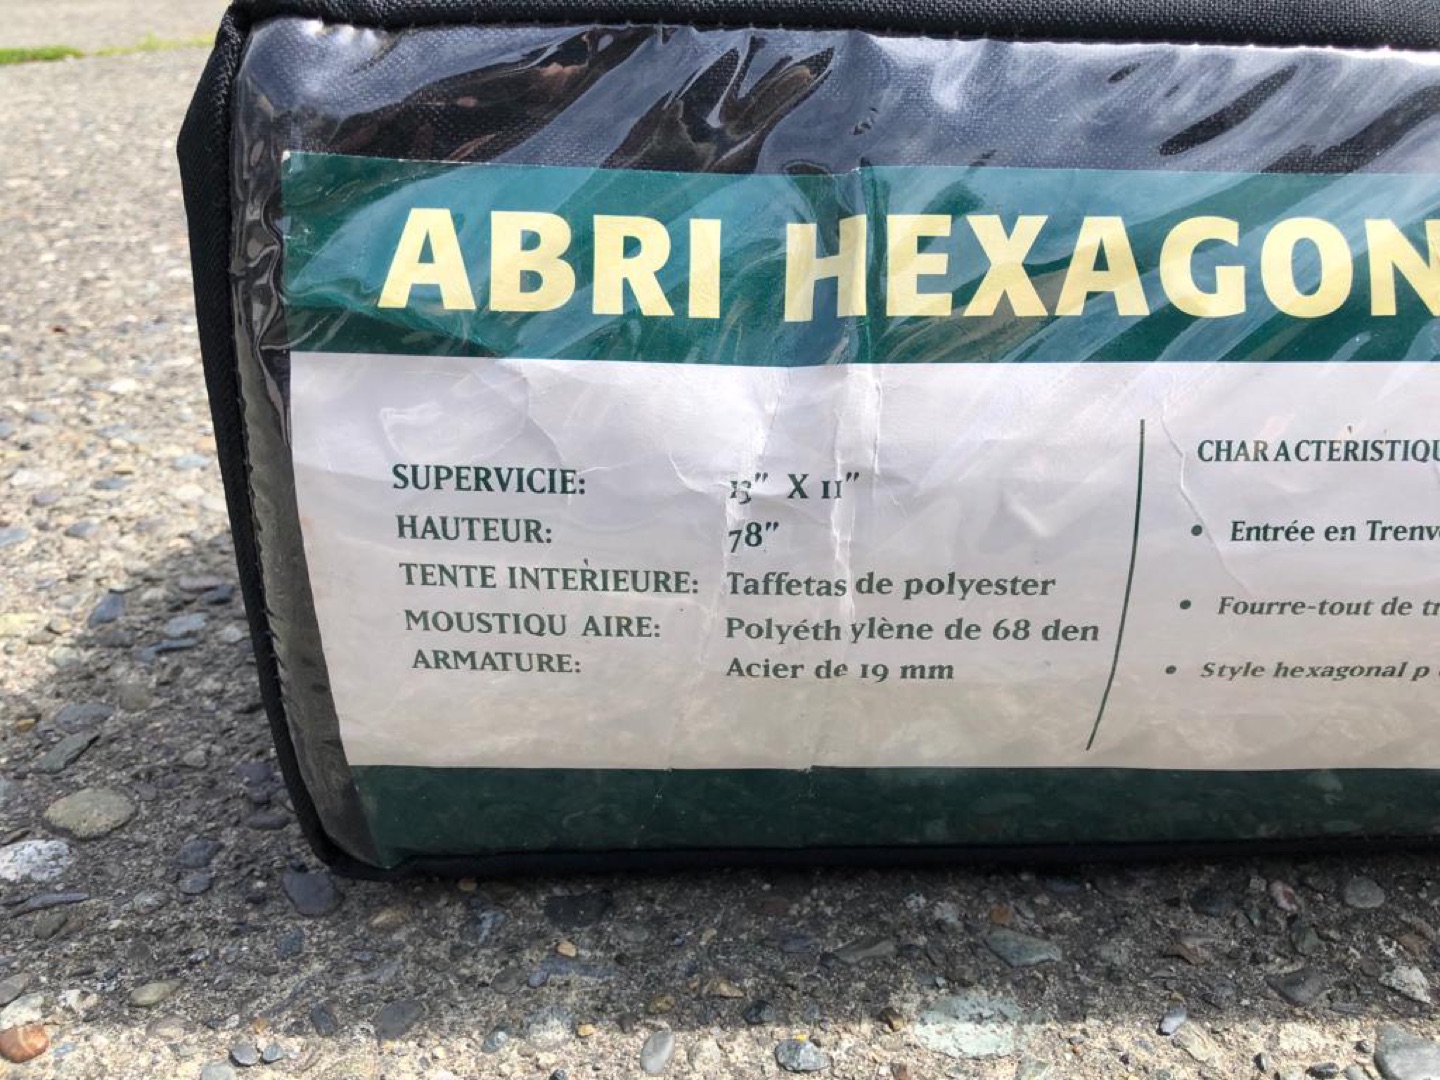 ABRI HEXAGON
SUPERVICIE: 13" X 11"
HAUTEUR: 78"
TENTE INTERIEURE: Taffetas de polyester
MOUSTIQU AIRE: Polyéth ylène de 68 den
ARMATURE: Acier de 19 mm
CHAR ACTERISTIQU
• Entrée en Trenv
• Fourre-tout de tr
• Style hexagonal p